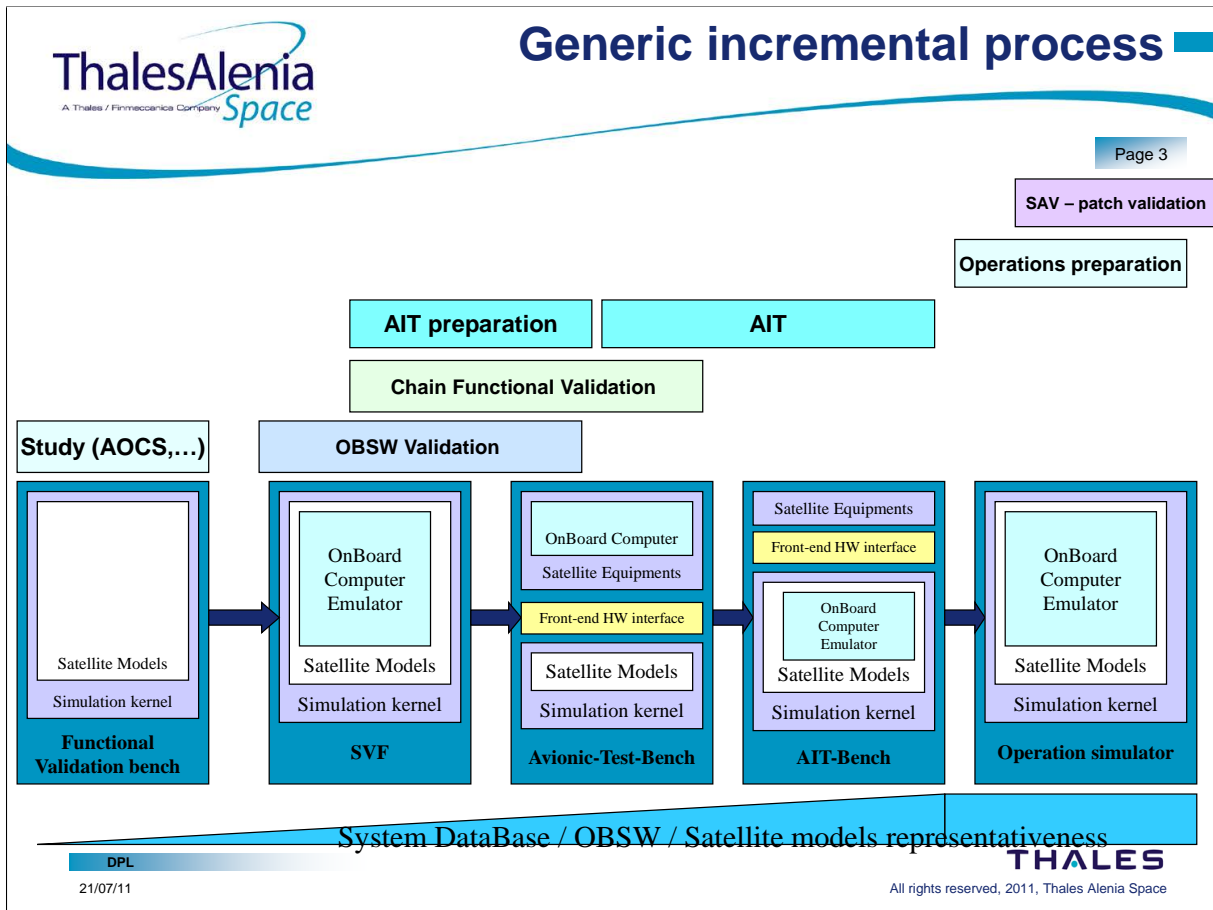 Generic incremental process
ThalesAlenia
A Thales / Finmeccanica Company
Space
Page 3
SAV – patch validation
Operations preparation
AIT preparation
AIT
Chain Functional Validation
Study (AOCS,…)
OBSW Validation
Satellite Models
Simulation kernel
Functional
Validation bench
OnBoard
Computer
Emulator
Satellite Models
Simulation kernel
SVF
OnBoard Computer
Satellite Equipments
Front-end HW interface
Satellite Models
Simulation kernel
Avionic-Test-Bench
Satellite Equipments
Front-end HW interface
OnBoard
Computer
Emulator
Satellite Models
Simulation kernel
AIT-Bench
OnBoard
Computer
Emulator
Satellite Models
Simulation kernel
Operation simulator
System DataBase / OBSW / Satellite models representativeness
DPL
THALES
21/07/11
All rights reserved, 2011, Thales Alenia Space